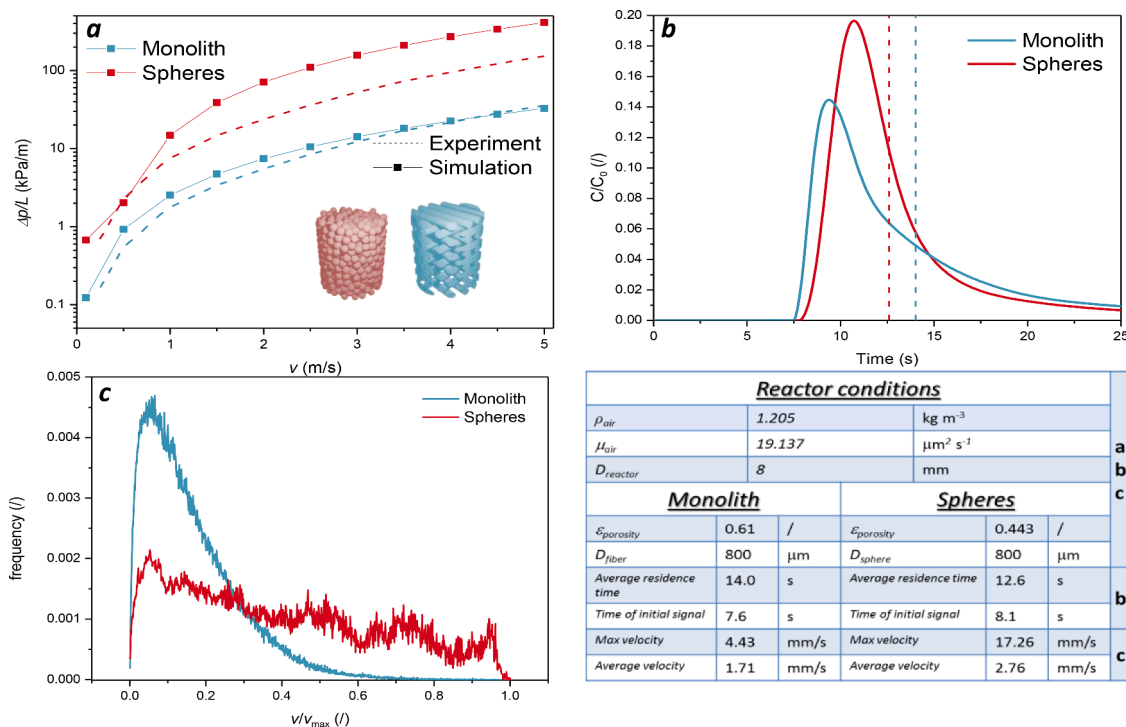 a
Monolith
Spheres
Experiment
Simulation
100
10
1
0.1
Δp/L (kPa/m)
0 1 2 3 4 5
v (m/s)
b
Monolith
Spheres
0.20
0.18
0.16
0.14
0.12
0.10
0.08
0.06
0.04
0.02
0.00
C/C₀ (/)
0 5 10 15 20 25
Time (s)
c
Monolith
Spheres
0.005
0.004
0.003
0.002
0.001
0.000
frequency (/)
0.0 0.2 0.4 0.6 0.8 1.0
v/vmax (/)
Reactor conditions
ρair 1.205 kg m⁻³
μair 19.137 μm² s⁻¹
Dreactor 8 mm
a
b
c
Monolith Spheres
εporosity 0.61 / εporosity 0.443 /
Dfiber 800 μm Dsphere 800 μm
Average residence time 14.0 s Average residence time 12.6 s
Time of initial signal 7.6 s Time of initial signal 8.1 s
b
Max velocity 4.43 mm/s Max velocity 17.26 mm/s
Average velocity 1.71 mm/s Average velocity 2.76 mm/s
c